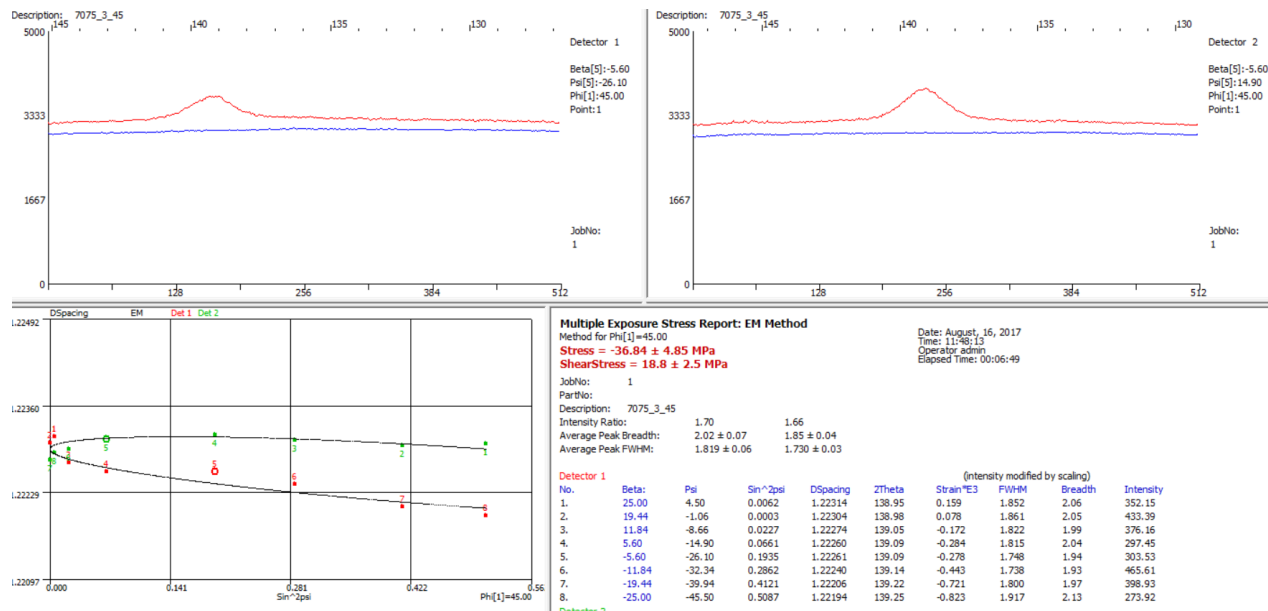 Description: 7075_3_45
145 140 135 130
5000
3333
1667
0
128 256 384 512
Detector 1
Beta[5]:-5.60
Psi[5]:-26.10
Phi[1]:45.00
Point:1
JobNo:
1
Description: 7075_3_45
145 140 135 130
5000
3333
1667
0
128 256 384 512
Detector 2
Beta[5]:-5.60
Psi[5]:14.90
Phi[1]:45.00
Point:1
JobNo:
1
DSpacing EM Det 1 Det 2
1.22492
1.22360
1.22229
1.22097
0.000 0.141 0.281 0.422 0.56
Sin^2psi Phi[1]=45.00
1
5 4 3 2 1
4 5 6 7 8
Multiple Exposure Stress Report: EM Method
Method for Phi[1]=45.00
Stress = -36.84 ± 4.85 MPa
ShearStress = 18.8 ± 2.5 MPa
Date: August, 16, 2017
Time: 11:48:13
Operator admin
Elapsed Time: 00:06:49
JobNo: 1
PartNo:
Description: 7075_3_45
Intensity Ratio: 1.70 1.66
Average Peak Breadth: 2.02 ± 0.07 1.85 ± 0.04
Average Peak FWHM: 1.819 ± 0.06 1.730 ± 0.03
Detector 1 (intensity modified by scaling)
No. Beta: Psi Sin^2psi DSpacing 2Theta Strain*E3 FWHM Breadth Intensity
1. 25.00 4.50 0.0062 1.22314 138.95 0.159 1.852 2.06 352.15
2. 19.44 -1.06 0.0003 1.22304 138.98 0.078 1.861 2.05 433.39
3. 11.84 -8.66 0.0227 1.22274 139.05 -0.172 1.822 1.99 376.16
4. 5.60 -14.90 0.0661 1.22260 139.09 -0.284 1.815 2.04 297.45
5. -5.60 -26.10 0.1935 1.22261 139.09 -0.278 1.748 1.94 303.53
6. -11.84 -32.34 0.2862 1.22240 139.14 -0.443 1.738 1.93 465.61
7. -19.44 -39.94 0.4121 1.22206 139.22 -0.721 1.800 1.97 398.93
8. -25.00 -45.50 0.5087 1.22194 139.25 -0.823 1.917 2.13 273.92